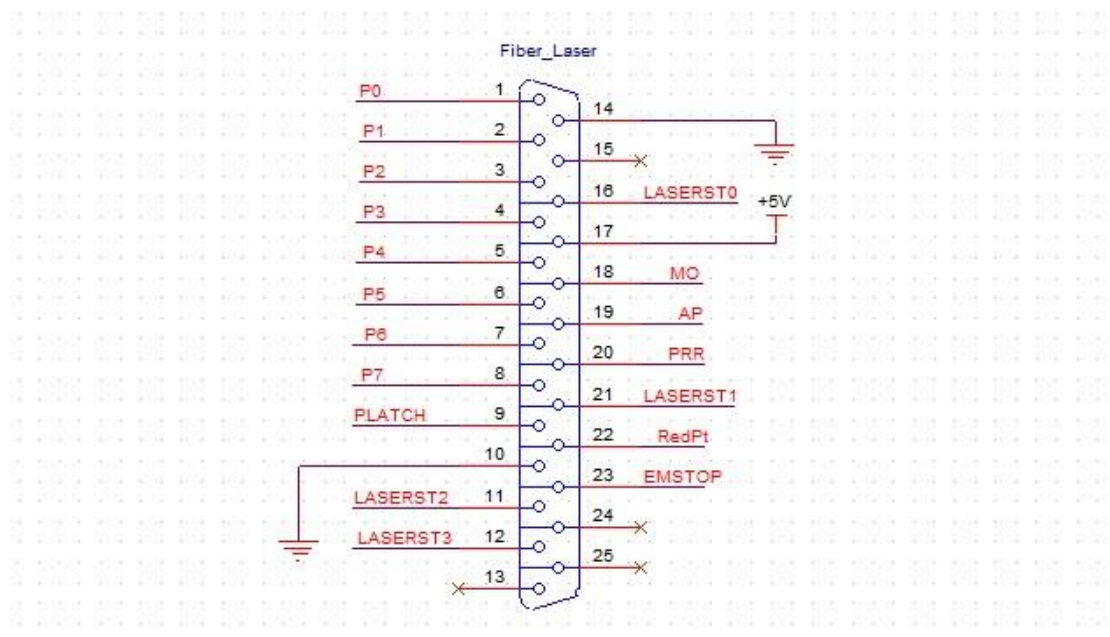 Fiber_Laser
P0 1
14
P1 2
15
P2 3
16 LASERST0
+5V
P3 4
17
P4 5
18 MO
P5 6
19 AP
P6 7
20 PRR
P7 8
21 LASERST1
PLATCH 9
22 RedPt
10
23 EMSTOP
LASERST2 11
24
LASERST3 12
25
13